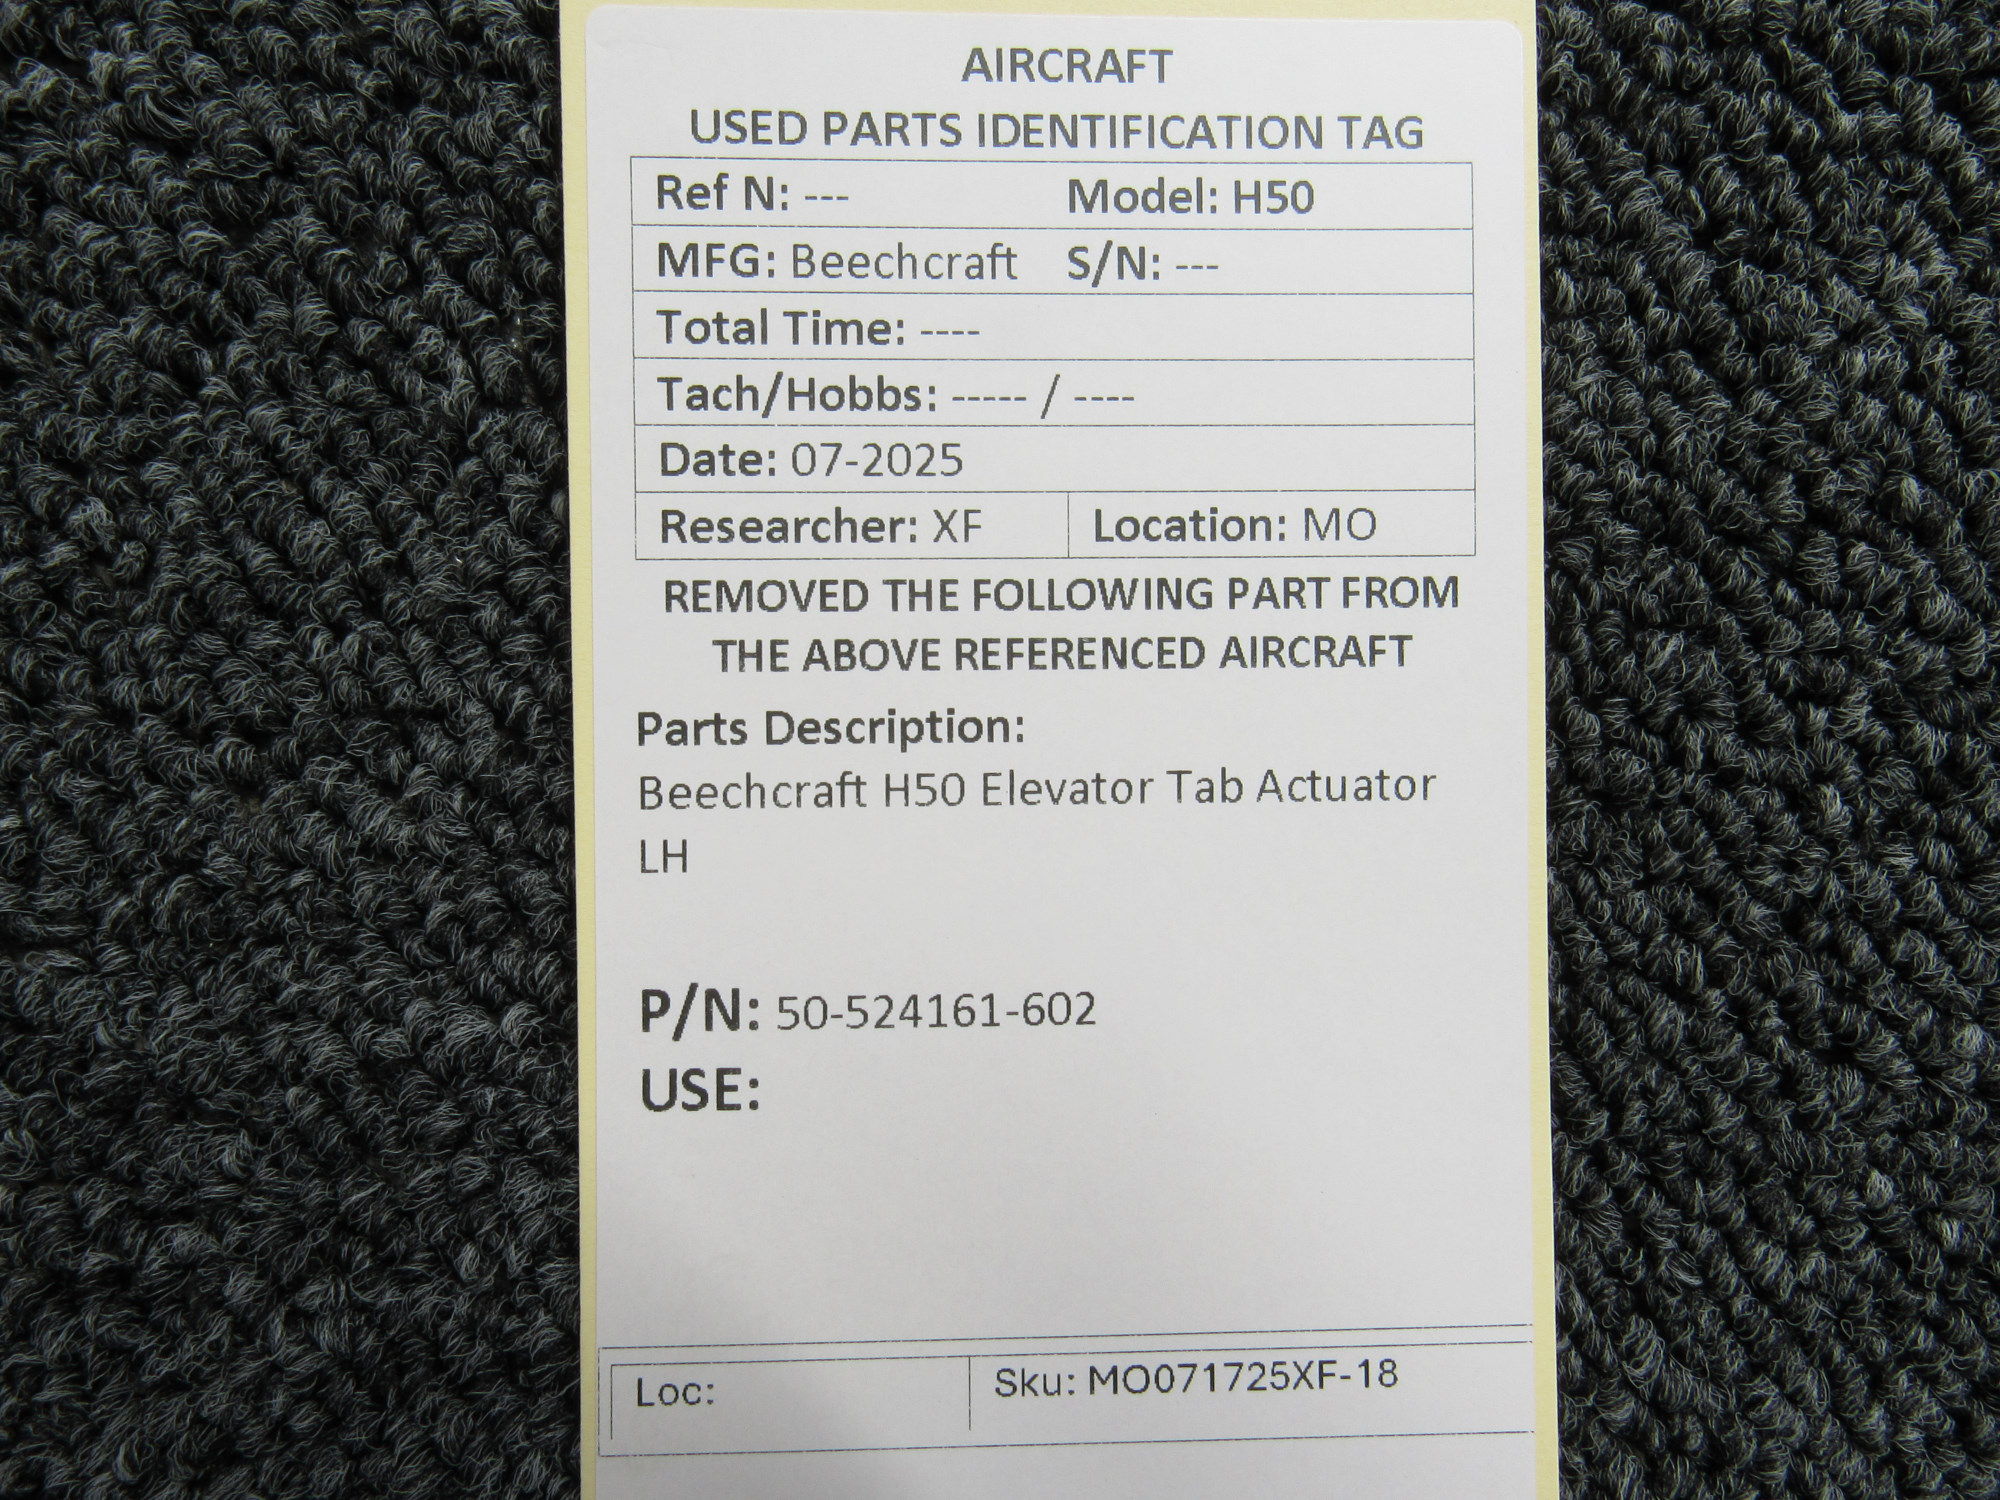 AIRCRAFT
USED PARTS IDENTIFICATION TAG
Ref N: --- Model: H50
MFG: Beechcraft S/N: ---
Total Time: ----
Tach/Hobbs: ----- / ----
Date: 07-2025
Researcher: XF Location: MO
REMOVED THE FOLLOWING PART FROM
THE ABOVE REFERENCED AIRCRAFT
Parts Description:
Beechcraft H50 Elevator Tab Actuator
LH
P/N: 50-524161-602
USE:
Loc: Sku: MO071725XF-18